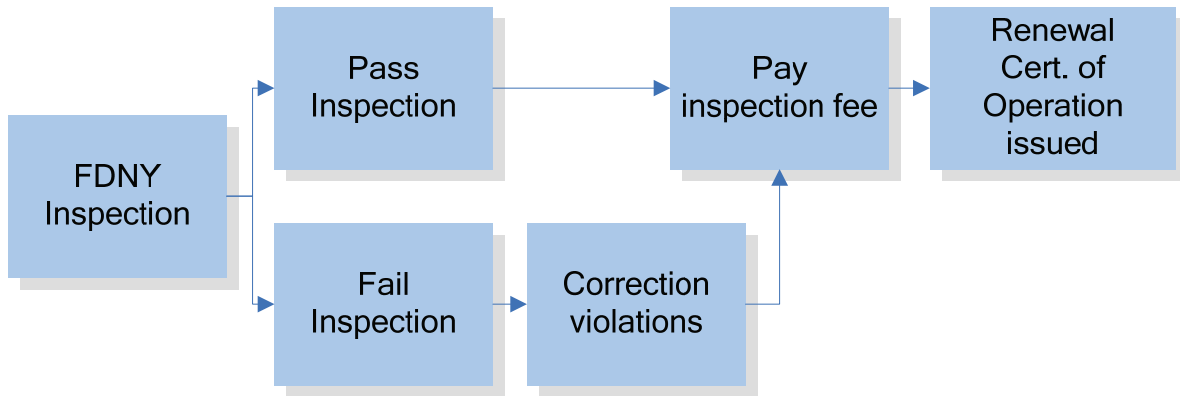 FDNY
Inspection
Pass
Inspection
Fail
Inspection
Correction
violations
Pay
inspection fee
Renewal
Cert. of
Operation
issued